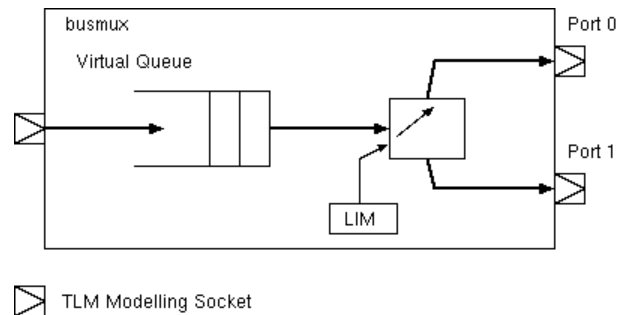 busmux
Port 0
Virtual Queue
Port 1
LIM
TLM Modelling Socket